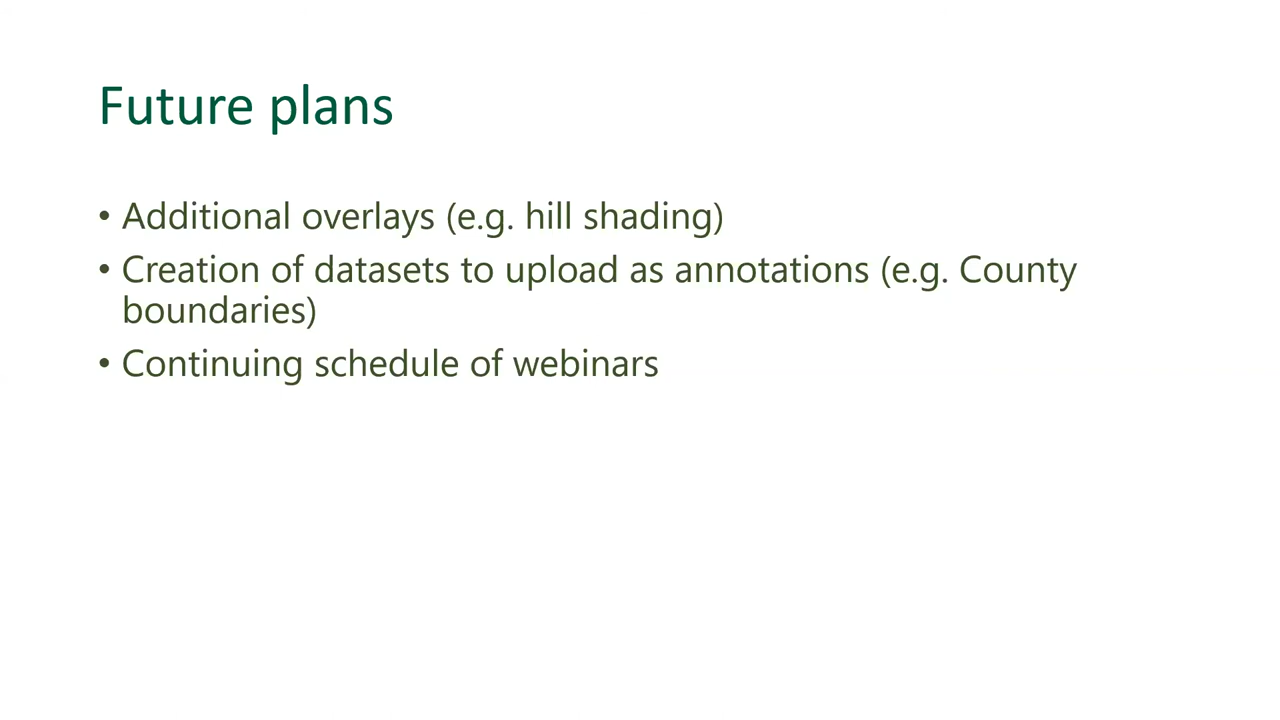 Future plans
• Additional overlays (e.g. hill shading)
• Creation of datasets to upload as annotations (e.g. County
boundaries)
• Continuing schedule of webinars